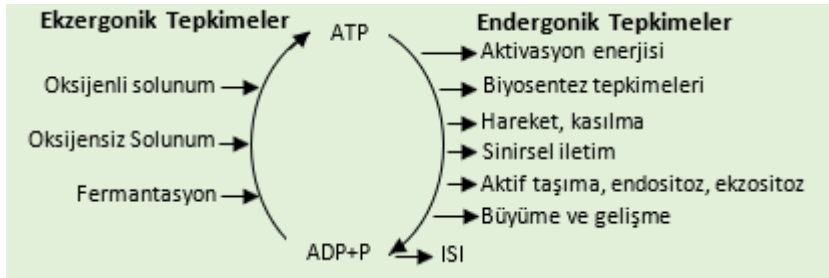 Ekzergonik Tepkimeler
ATP
Endergonik Tepkimeler
Aktivasyon enerjisi
Oksijenli solunum
Biyosentez tepkimeleri
Hareket, kasılma
Oksijensiz Solunum
Sinirsel iletim
Fermantasyon
Aktif taşıma, endositoz, ekzositoz
Büyüme ve gelişme
ADP+P
ISI